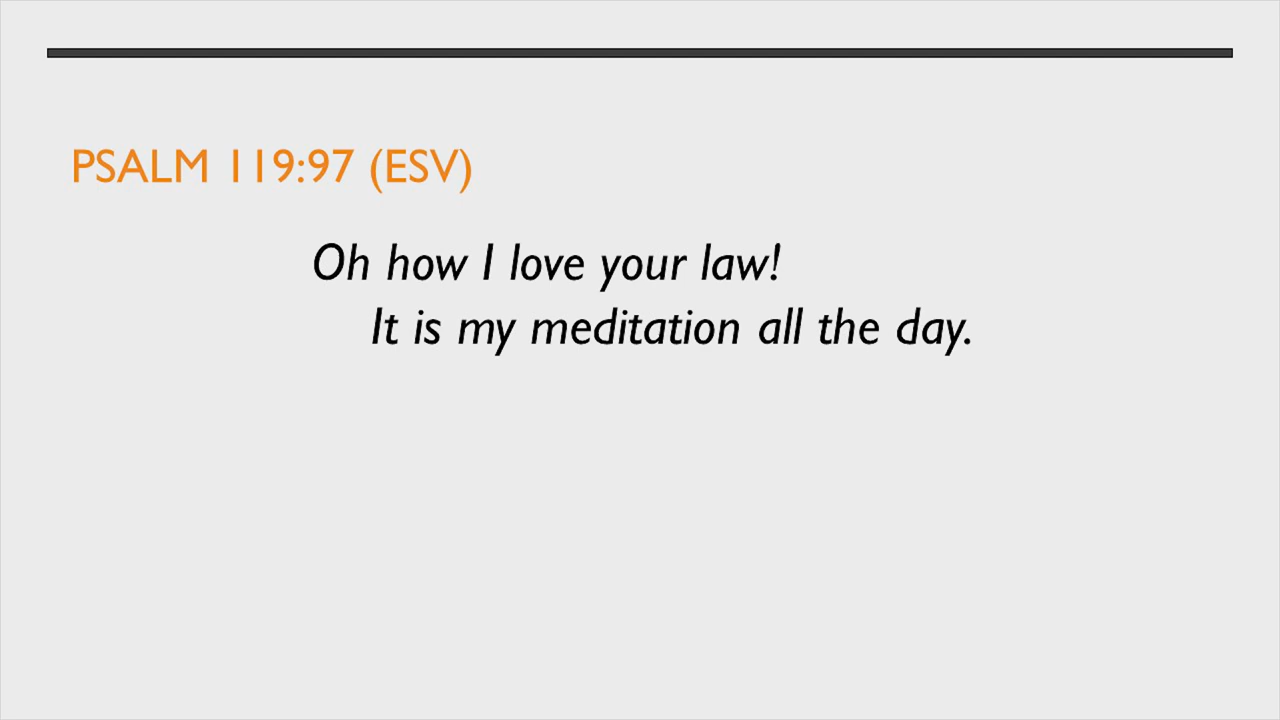 PSALM 119:97 (ESV)
Oh how I love your law!
It is my meditation all the day.